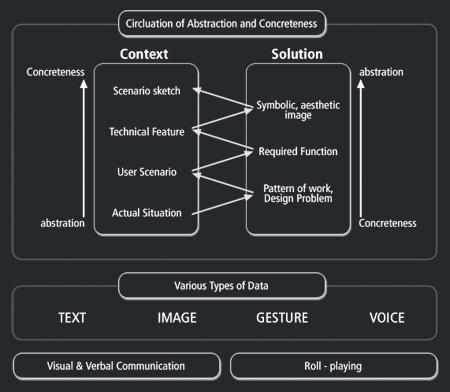 Circluation of Abstraction and Concreteness
Context
Solution
Concreteness
abstration
Scenario sketch
Symbolic, aesthetic
image
Technical Feature
Required Function
User Scenario
Pattern of work,
Design Problem
Actual Situation
abstration
Concreteness
Various Types of Data
TEXT
IMAGE
GESTURE
VOICE
Visual & Verbal Communication
Roll - playing